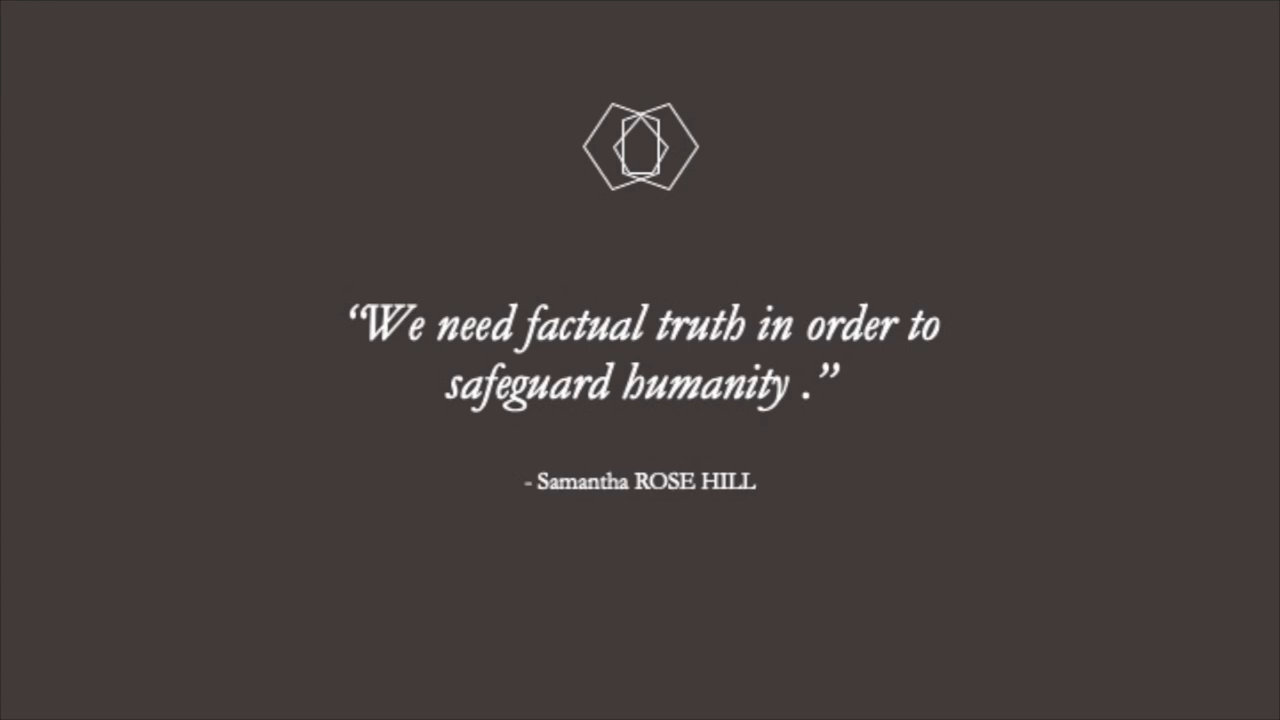 “We need factual truth in order to
safeguard humanity .”
- Samantha ROSE HILL